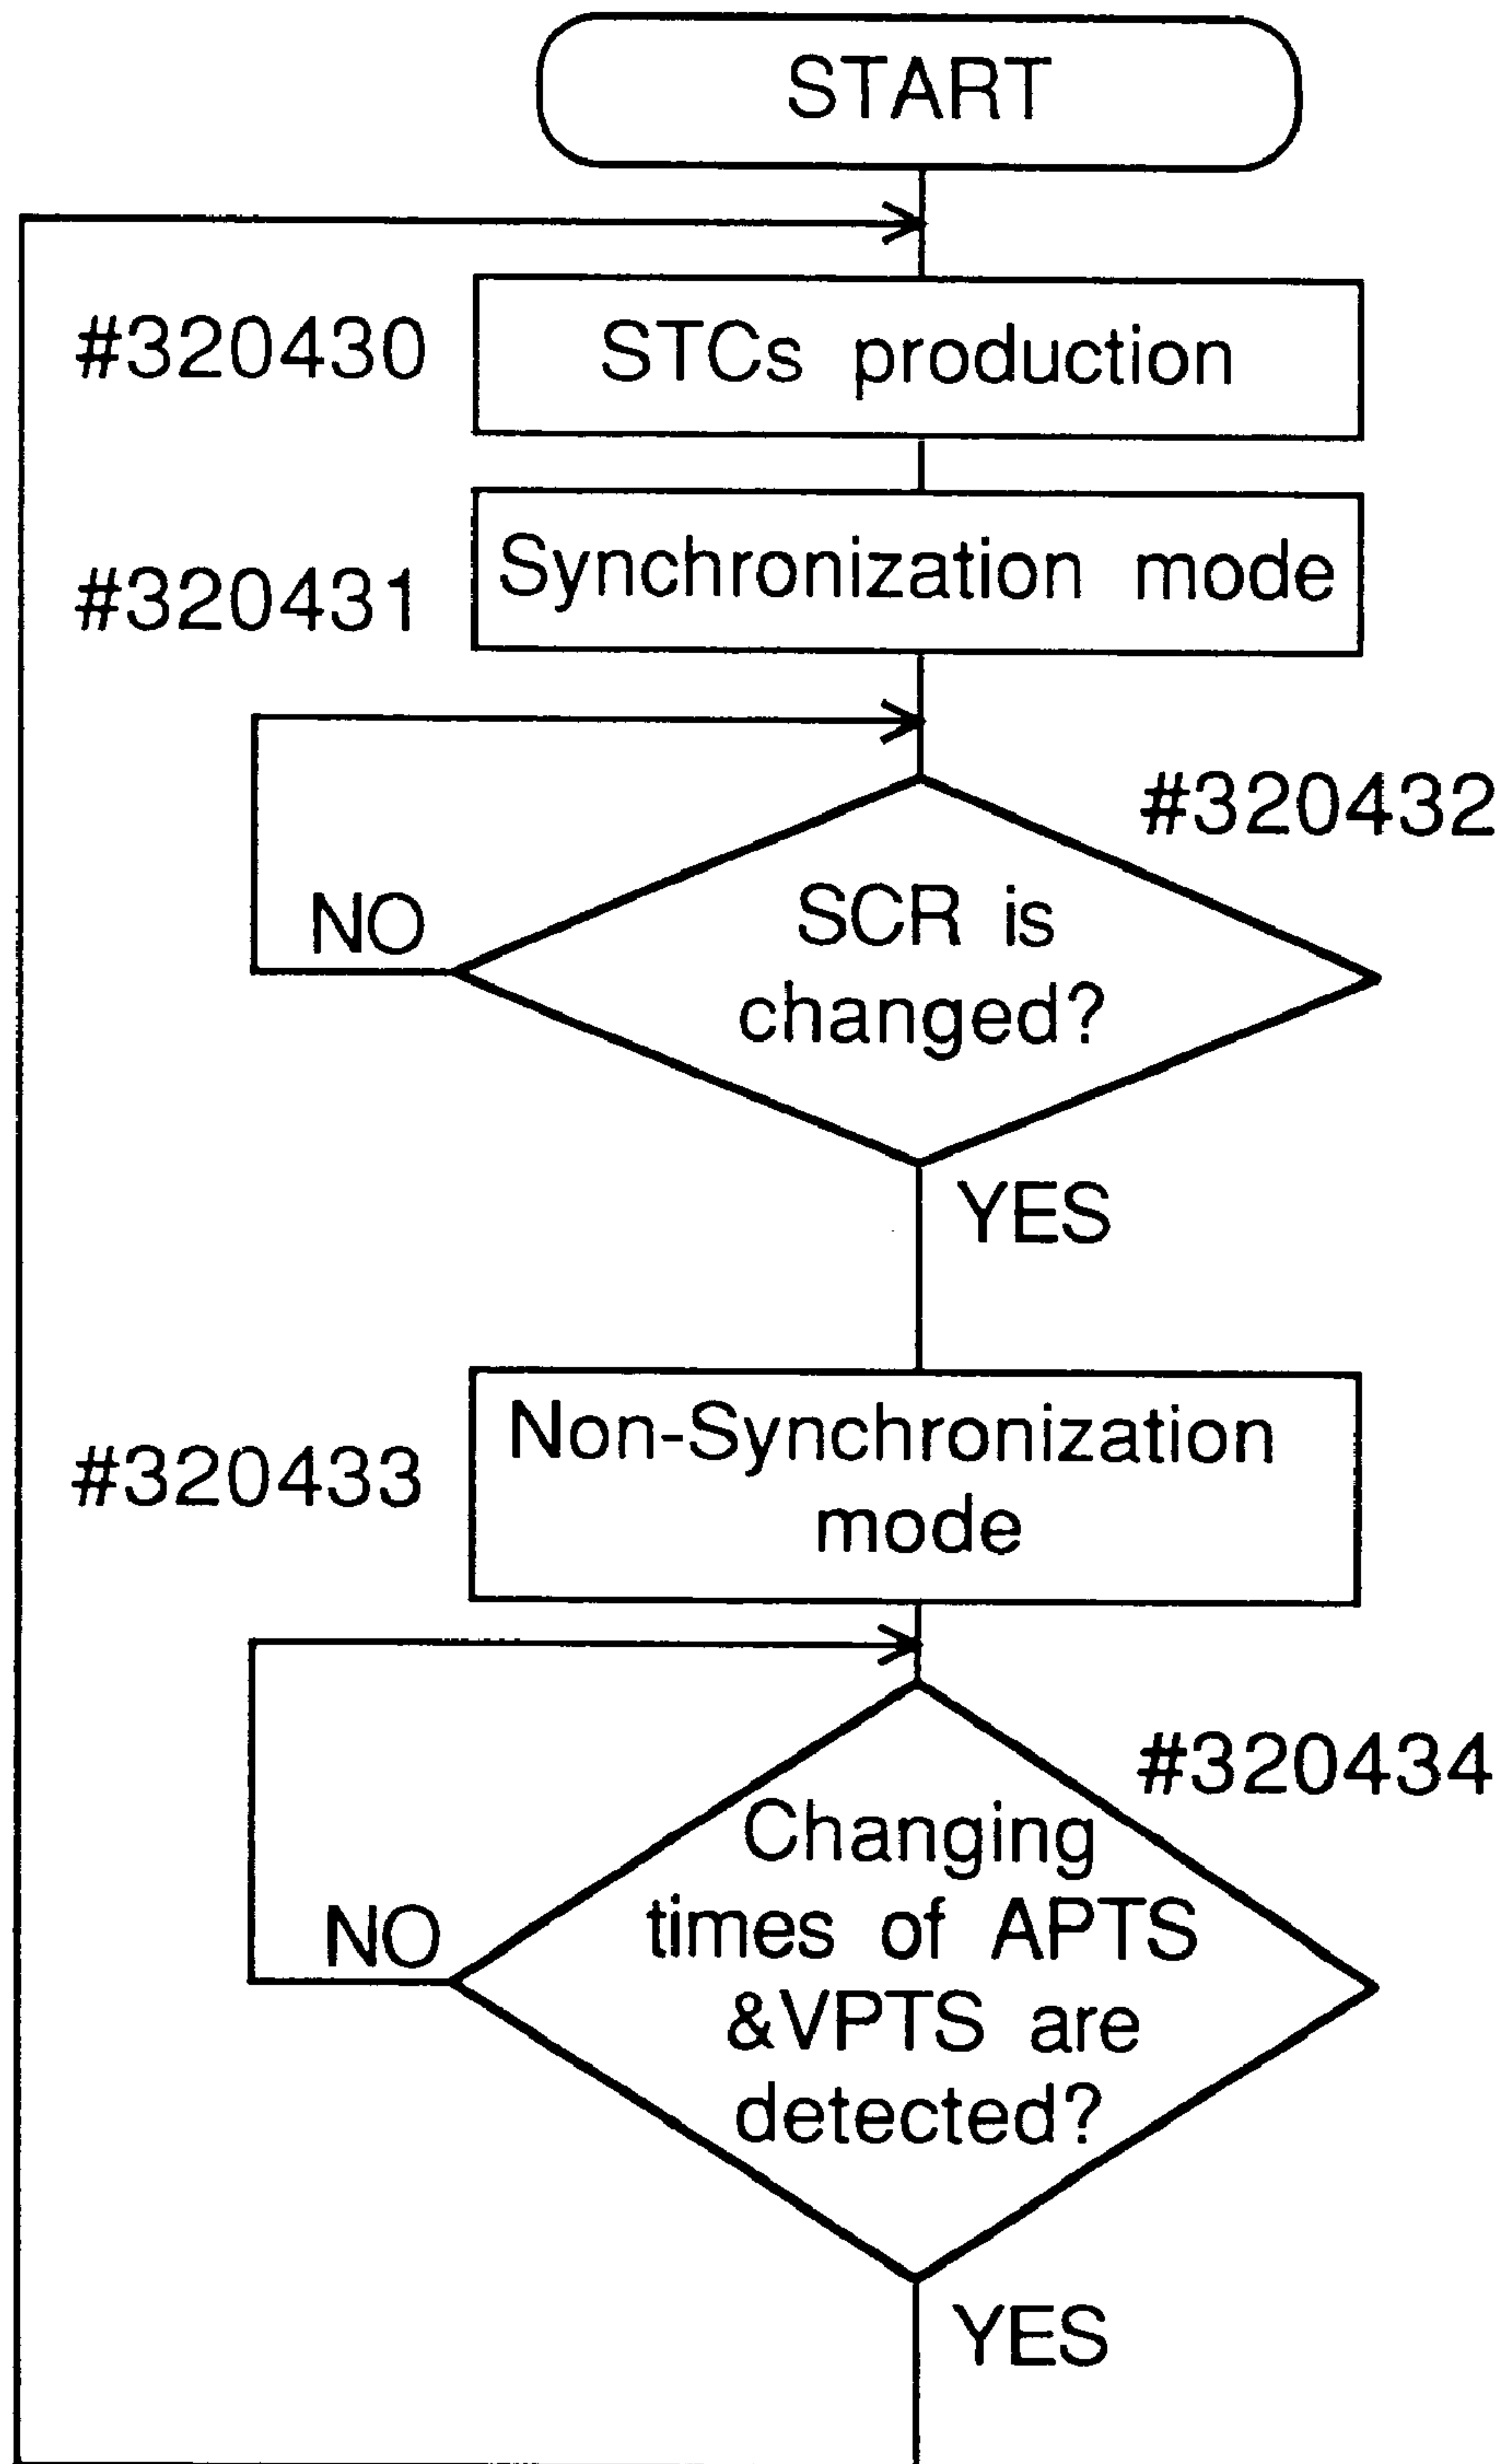 START
#320430
STCs production
#320431
Synchronization mode
#320432
SCR is
changed?
NO
YES
#320433
Non-Synchronization
mode
#320434
Changing
times of APTS
&VPTS are
detected?
NO
YES